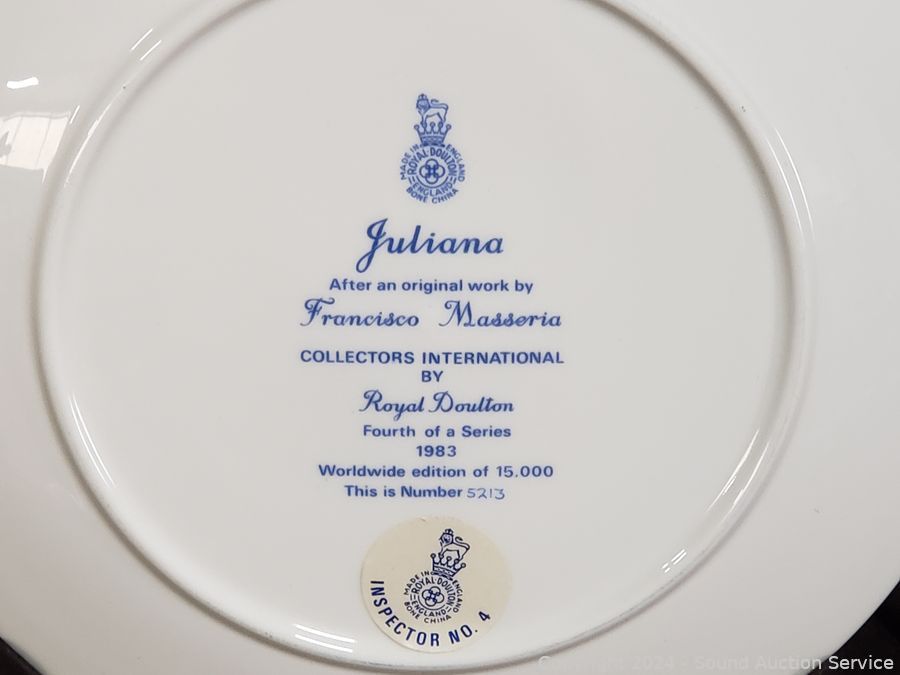 MADE IN ENGLAND
ROYAL·DOULTON
ENGLAND
BONE CHINA
Juliana
After an original work by
Francisco Masseria
COLLECTORS INTERNATIONAL
BY
Royal Doulton
Fourth of a Series
1983
Worldwide edition of 15.000
This is Number 5213
MADE IN ENGLAND
ROYAL·DOULTON
ENGLAND
BONE CHINA
INSPECTOR NO. 4
Copyright 2024 - Sound Auction Service